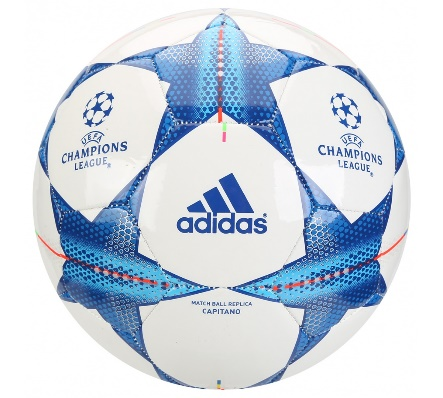 UEFA
CHAMPIONS
LEAGUE®
UEFA
CHAMPIONS
LEAGUE®
adidas
MATCH BALL REPLICA
CAPITANO